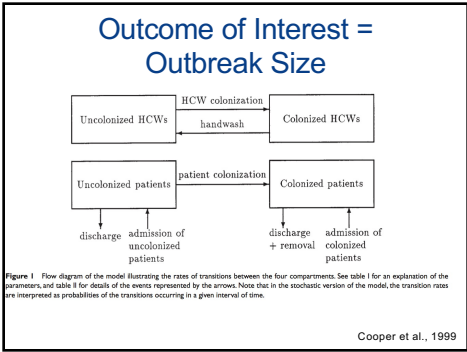 Outcome of Interest =
Outbreak Size
HCW colonization
Uncolonized HCWs
Colonized HCWs
handwash
patient colonization
Uncolonized patients
Colonized patients
discharge
admission of
uncolonized
patients
discharge
+ removal
admission of
colonized
patients
Figure 1 Flow diagram of the model illustrating the rates of transitions between the four compartments. See table I for an explanation of the
parameters, and table II for details of the events represented by the arrows. Note that in the stochastic version of the model, the transition rates
are interpreted as probabilities of the transitions occurring in a given interval of time.
Cooper et al., 1999